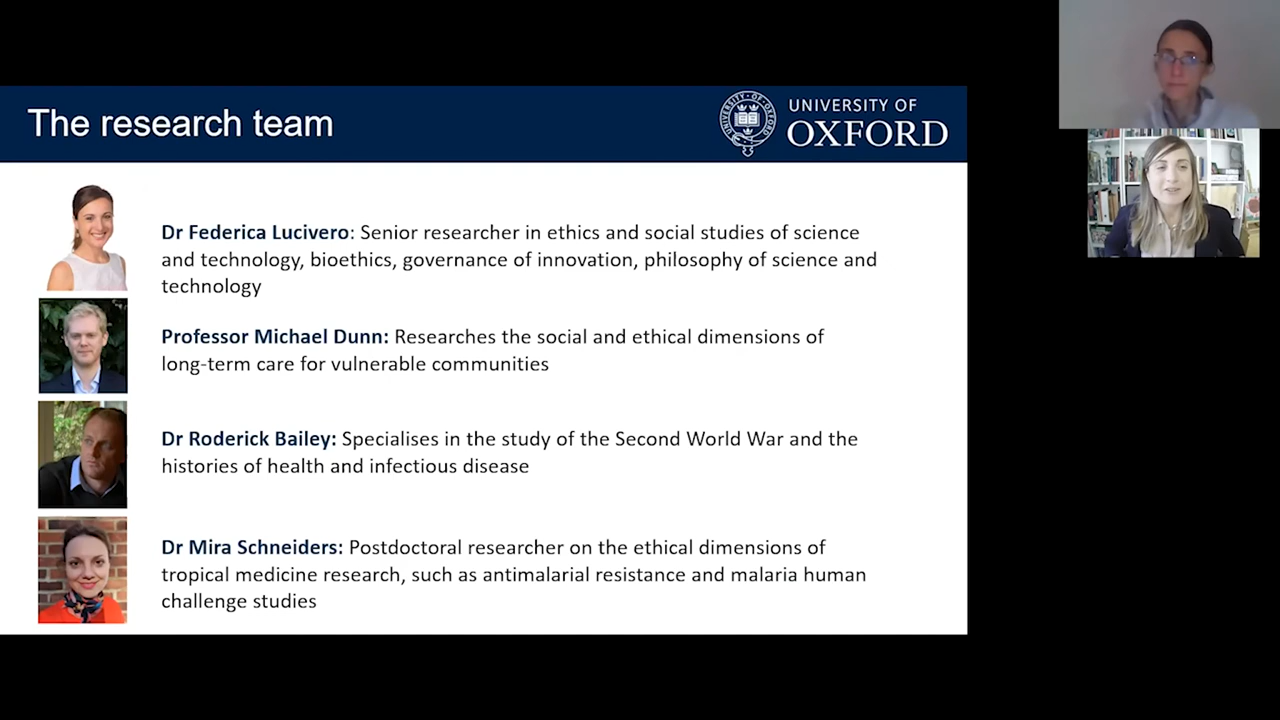 The research team
UNIVERSITY OF
OXFORD
Dr Federica Lucivero: Senior researcher in ethics and social studies of science
and technology, bioethics, governance of innovation, philosophy of science and
technology
Professor Michael Dunn: Researches the social and ethical dimensions of
long-term care for vulnerable communities
Dr Roderick Bailey: Specialises in the study of the Second World War and the
histories of health and infectious disease
Dr Mira Schneiders: Postdoctoral researcher on the ethical dimensions of
tropical medicine research, such as antimalarial resistance and malaria human
challenge studies